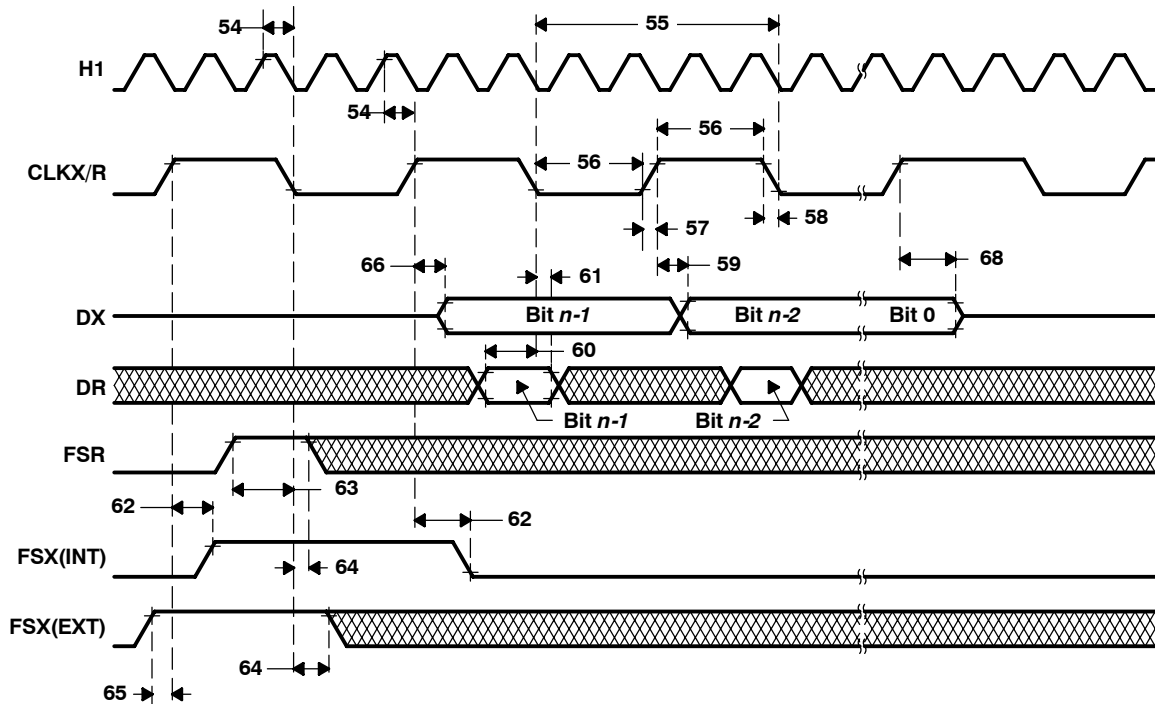 54
55
H1
54
56
56
CLKX/R
57
58
66
61
59
68
DX
Bit n-1
Bit n-2
Bit 0
60
DR
Bit n-1
Bit n-2
FSR
63
62
62
FSX(INT)
64
FSX(EXT)
64
65